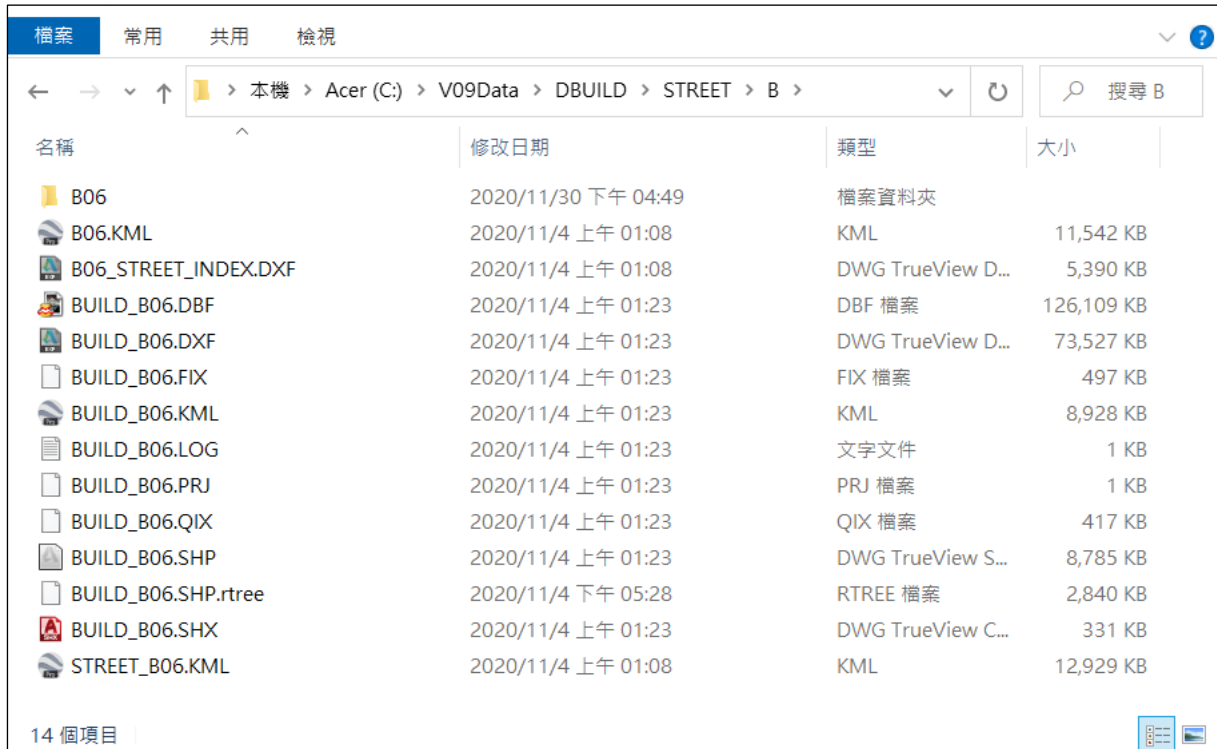 檔案 常用 共用 檢視
本機 > Acer (C:) > V09Data > DBUILD > STREET > B > 搜尋 B
名稱 修改日期 類型 大小
B06 2020/11/30 下午 04:49 檔案資料夾
B06.KML 2020/11/4 上午 01:08 KML 11,542 KB
B06_STREET_INDEX.DXF 2020/11/4 上午 01:08 DWG TrueView D... 5,390 KB
BUILD_B06.DBF 2020/11/4 上午 01:23 DBF 檔案 126,109 KB
BUILD_B06.DXF 2020/11/4 上午 01:23 DWG TrueView D... 73,527 KB
BUILD_B06.FIX 2020/11/4 上午 01:23 FIX 檔案 497 KB
BUILD_B06.KML 2020/11/4 上午 01:23 KML 8,928 KB
BUILD_B06.LOG 2020/11/4 上午 01:23 文字文件 1 KB
BUILD_B06.PRJ 2020/11/4 上午 01:23 PRJ 檔案 1 KB
BUILD_B06.QIX 2020/11/4 上午 01:23 QIX 檔案 417 KB
BUILD_B06.SHP 2020/11/4 上午 01:23 DWG TrueView S... 8,785 KB
BUILD_B06.SHP.rtree 2020/11/4 下午 05:28 RTREE 檔案 2,840 KB
BUILD_B06.SHX 2020/11/4 上午 01:23 DWG TrueView C... 331 KB
STREET_B06.KML 2020/11/4 上午 01:08 KML 12,929 KB
14 個項目